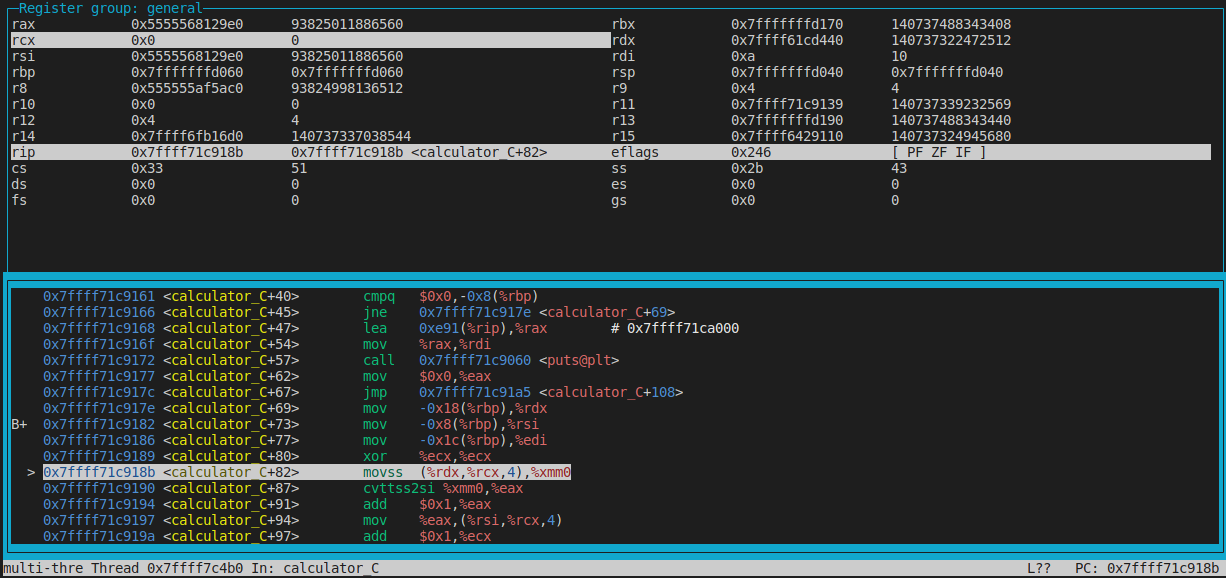 Register group: general
rax 0x5555568129e0 93825011886560 rbx 0x7fffffffd170 140737488343408
rcx 0x0 0 rdx 0x7ffff61cd440 140737322472512
rsi 0x5555568129e0 93825011886560 rdi 0xa 10
rbp 0x7fffffffd060 0x7fffffffd060 rsp 0x7fffffffd040 0x7fffffffd040
r8 0x555555af5ac0 93824998136512 r9 0x4 4
r10 0x0 0 r11 0x7ffff71c9139 140737339232569
r12 0x4 4 r13 0x7fffffffd190 140737488343440
r14 0x7ffff6fb16d0 140737337038544 r15 0x7ffff6429110 140737324945680
rip 0x7ffff71c918b 0x7ffff71c918b <calculator_C+82> eflags 0x246 [ PF ZF IF ]
cs 0x33 51 ss 0x2b 43
ds 0x0 0 es 0x0 0
fs 0x0 0 gs 0x0 0
0x7ffff71c9161 <calculator_C+40> cmpq $0x0,-0x8(%rbp)
0x7ffff71c9166 <calculator_C+45> jne 0x7ffff71c917e <calculator_C+69>
0x7ffff71c9168 <calculator_C+47> lea 0xe91(%rip),%rax # 0x7ffff71ca000
0x7ffff71c916f <calculator_C+54> mov %rax,%rdi
0x7ffff71c9172 <calculator_C+57> call 0x7ffff71c9060 <puts@plt>
0x7ffff71c9177 <calculator_C+62> mov $0x0,%eax
0x7ffff71c917c <calculator_C+67> jmp 0x7ffff71c91a5 <calculator_C+108>
0x7ffff71c917e <calculator_C+69> mov -0x18(%rbp),%rdx
B+ 0x7ffff71c9182 <calculator_C+73> mov -0x8(%rbp),%rsi
0x7ffff71c9186 <calculator_C+77> mov -0x1c(%rbp),%edi
0x7ffff71c9189 <calculator_C+80> xor %ecx,%ecx
> 0x7ffff71c918b <calculator_C+82> movss (%rdx,%rcx,4),%xmm0
0x7ffff71c9190 <calculator_C+87> cvttss2si %xmm0,%eax
0x7ffff71c9194 <calculator_C+91> add $0x1,%eax
0x7ffff71c9197 <calculator_C+94> mov %eax,(%rsi,%rcx,4)
0x7ffff71c919a <calculator_C+97> add $0x1,%ecx
multi-thre Thread 0x7ffff7c4b0 In: calculator_C L?? PC: 0x7ffff71c918b